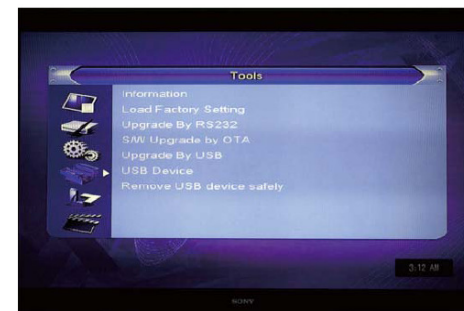 Tools
Information
Load Factory Setting
Upgrade By RS232
S/W Upgrade by OTA
Upgrade By USB
USB Device
Remove USB device safely
3:12 AM
SONY